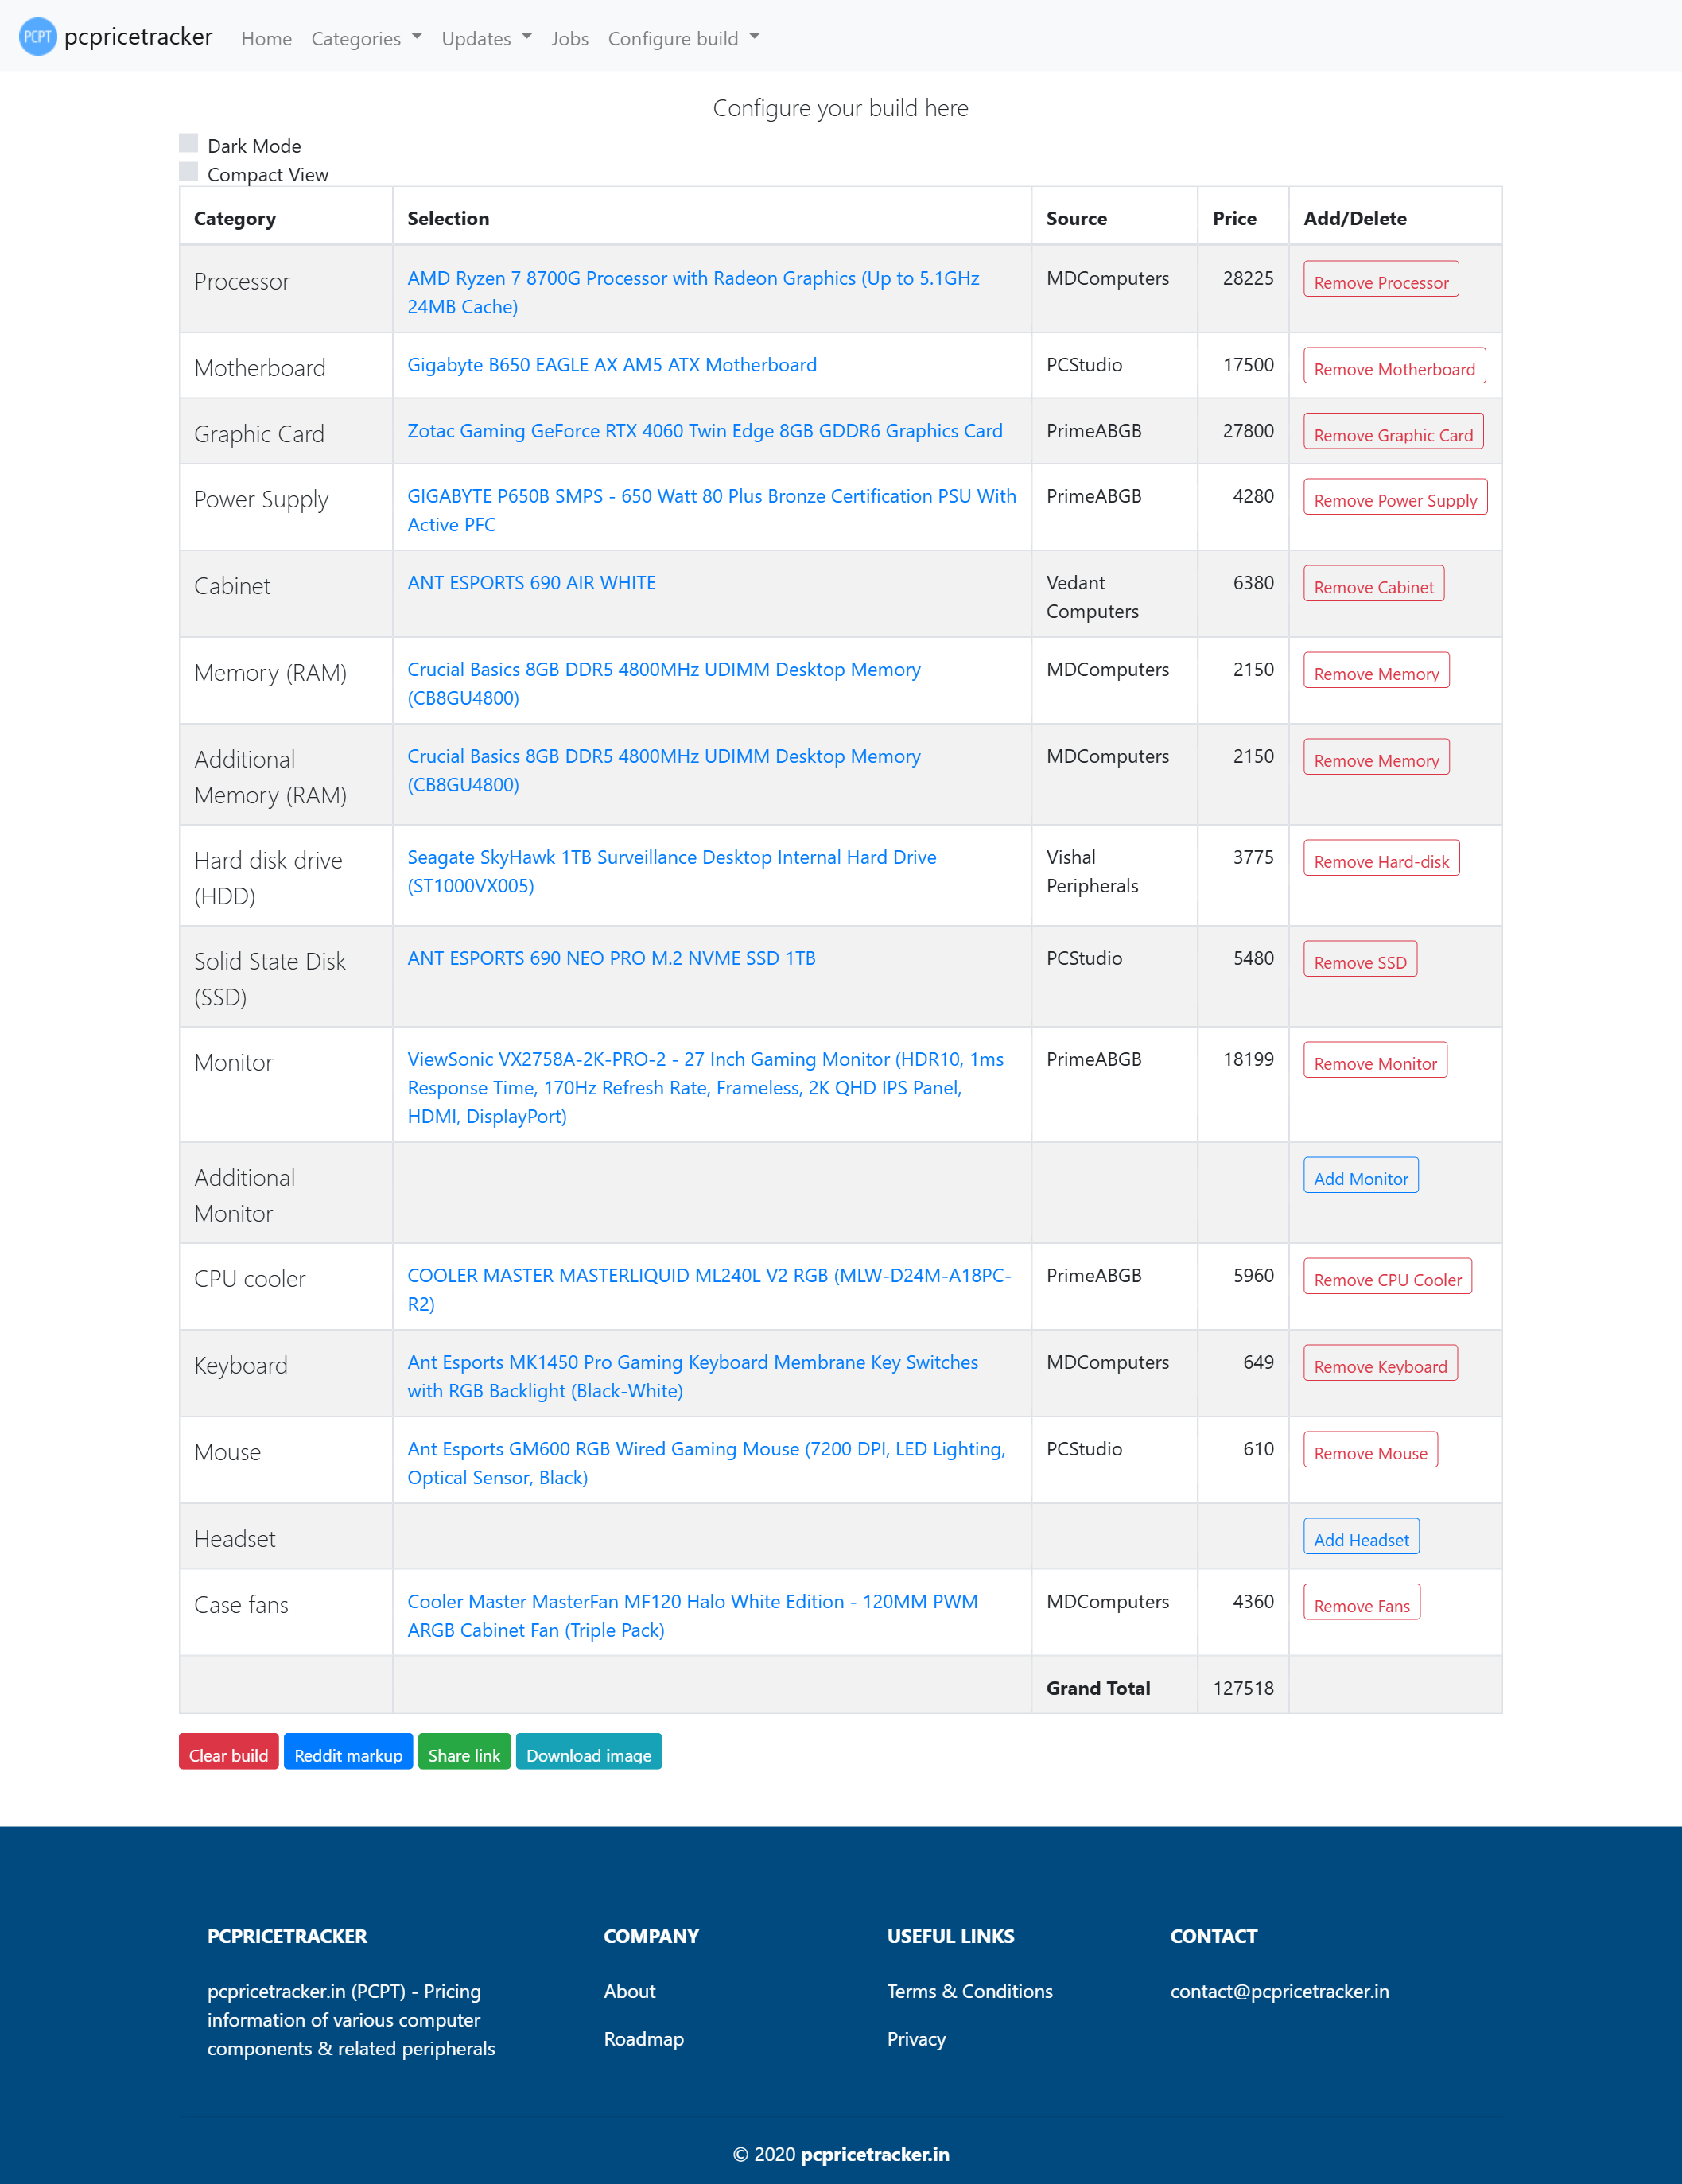 PCPT pcpricetracker Home Categories Updates Jobs Configure build
Configure your build here
Dark Mode
Compact View
Category Selection Source Price Add/Delete
Processor AMD Ryzen 7 8700G Processor with Radeon Graphics (Up to 5.1GHz MDComputers 28225 Remove Processor
24MB Cache)
Motherboard Gigabyte B650 EAGLE AX AM5 ATX Motherboard PCStudio 17500 Remove Motherboard
Graphic Card Zotac Gaming GeForce RTX 4060 Twin Edge 8GB GDDR6 Graphics Card PrimeABGB 27800 Remove Graphic Card
Power Supply GIGABYTE P650B SMPS - 650 Watt 80 Plus Bronze Certification PSU With PrimeABGB 4280 Remove Power Supply
Active PFC
Cabinet ANT ESPORTS 690 AIR WHITE Vedant 6380 Remove Cabinet
Computers
Memory (RAM) Crucial Basics 8GB DDR5 4800MHz UDIMM Desktop Memory MDComputers 2150 Remove Memory
(CB8GU4800)
Additional Crucial Basics 8GB DDR5 4800MHz UDIMM Desktop Memory MDComputers 2150 Remove Memory
Memory (RAM) (CB8GU4800)
Hard disk drive Seagate SkyHawk 1TB Surveillance Desktop Internal Hard Drive Vishal 3775 Remove Hard-disk
(HDD) (ST1000VX005) Peripherals
Solid State Disk ANT ESPORTS 690 NEO PRO M.2 NVME SSD 1TB PCStudio 5480 Remove SSD
(SSD)
Monitor ViewSonic VX2758A-2K-PRO-2 - 27 Inch Gaming Monitor (HDR10, 1ms PrimeABGB 18199 Remove Monitor
Response Time, 170Hz Refresh Rate, Frameless, 2K QHD IPS Panel,
HDMI, DisplayPort)
Additional Add Monitor
Monitor
CPU cooler COOLER MASTER MASTERLIQUID ML240L V2 RGB (MLW-D24M-A18PC- PrimeABGB 5960 Remove CPU Cooler
R2)
Keyboard Ant Esports MK1450 Pro Gaming Keyboard Membrane Key Switches MDComputers 649 Remove Keyboard
with RGB Backlight (Black-White)
Mouse Ant Esports GM600 RGB Wired Gaming Mouse (7200 DPI, LED Lighting, PCStudio 610 Remove Mouse
Optical Sensor, Black)
Headset Add Headset
Case fans Cooler Master MasterFan MF120 Halo White Edition - 120MM PWM MDComputers 4360 Remove Fans
ARGB Cabinet Fan (Triple Pack)
Grand Total 127518
Clear build Reddit markup Share link Download image
PCPRICETRACKER COMPANY USEFUL LINKS CONTACT
pcpricetracker.in (PCPT) - Pricing About Terms & Conditions contact@pcpricetracker.in
information of various computer
components & related peripherals Roadmap Privacy
© 2020 pcpricetracker.in